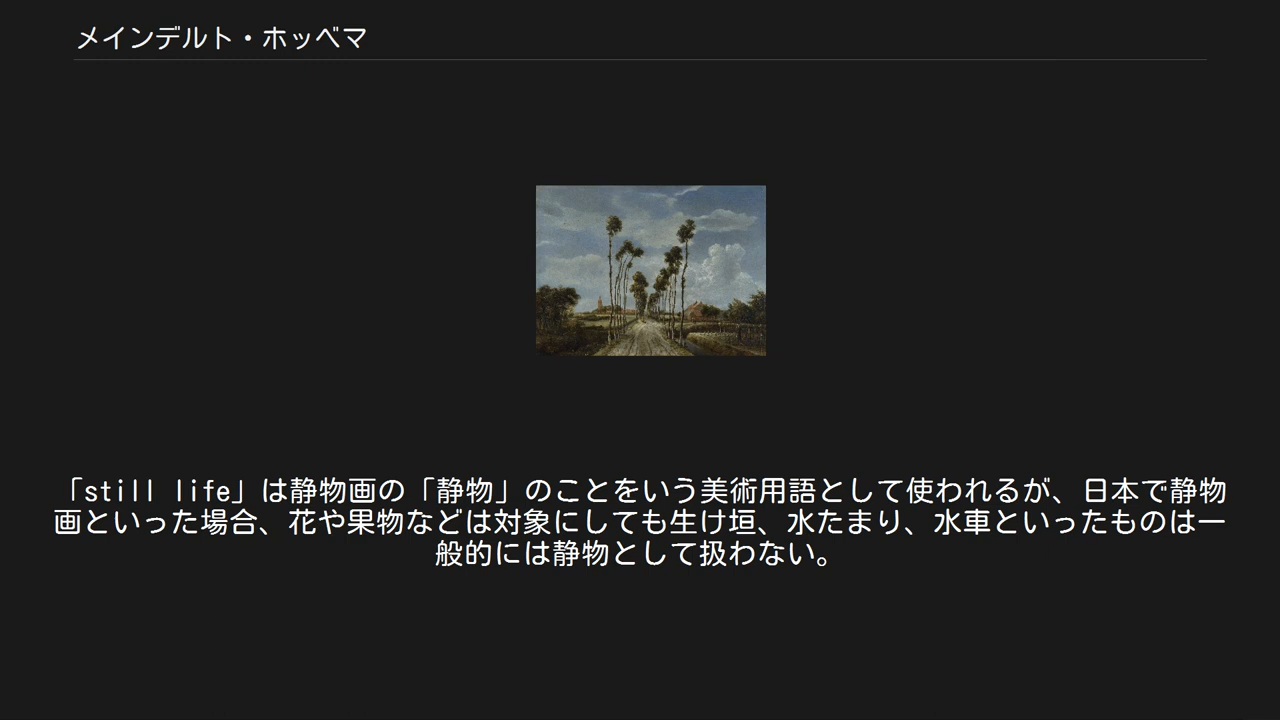 メインデルト・ホッベマ
「still life」は静物画の「静物」のことをいう美術用語として使われるが、日本で静物
画といった場合、花や果物などは対象にしても生け垣、水たまり、水車といったものは一
般的には静物として扱わない。